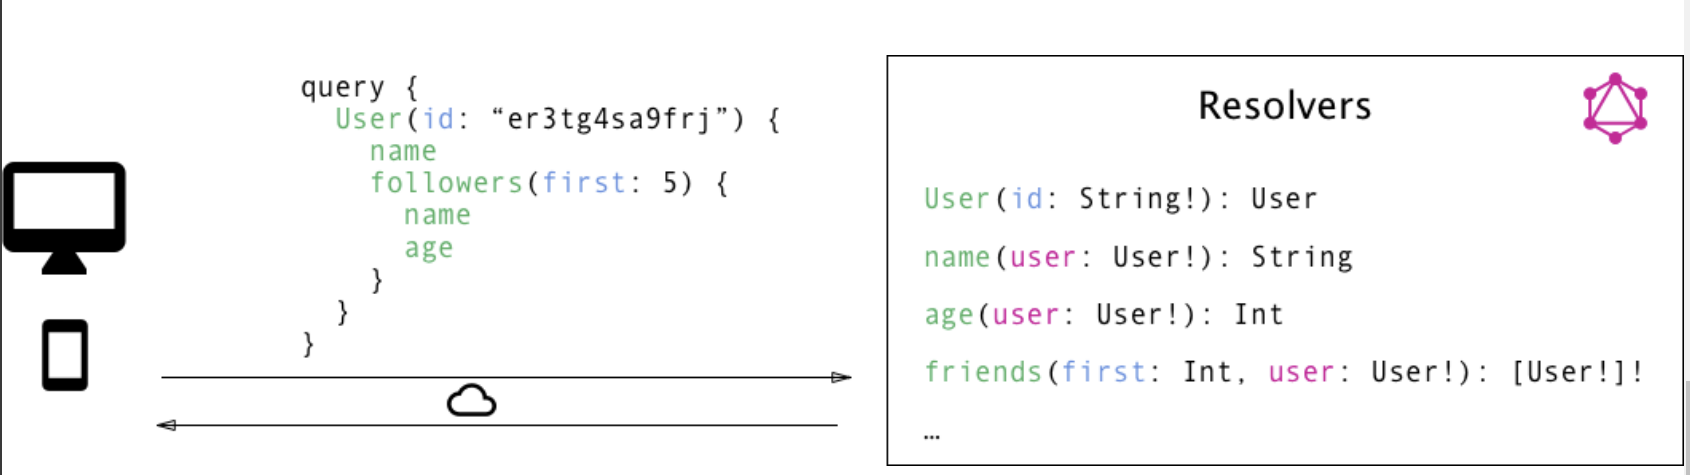 query {
User(id: “er3tg4sa9frj”) {
name
followers(first: 5) {
name
age
}
}
}
Resolvers
User(id: String!): User
name(user: User!): String
age(user: User!): Int
friends(first: Int, user: User!): [User!]!
…